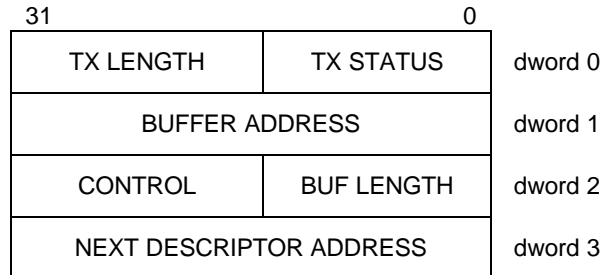 31 0
TX LENGTH TX STATUS dword 0
BUFFER ADDRESS dword 1
CONTROL BUF LENGTH dword 2
NEXT DESCRIPTOR ADDRESS dword 3